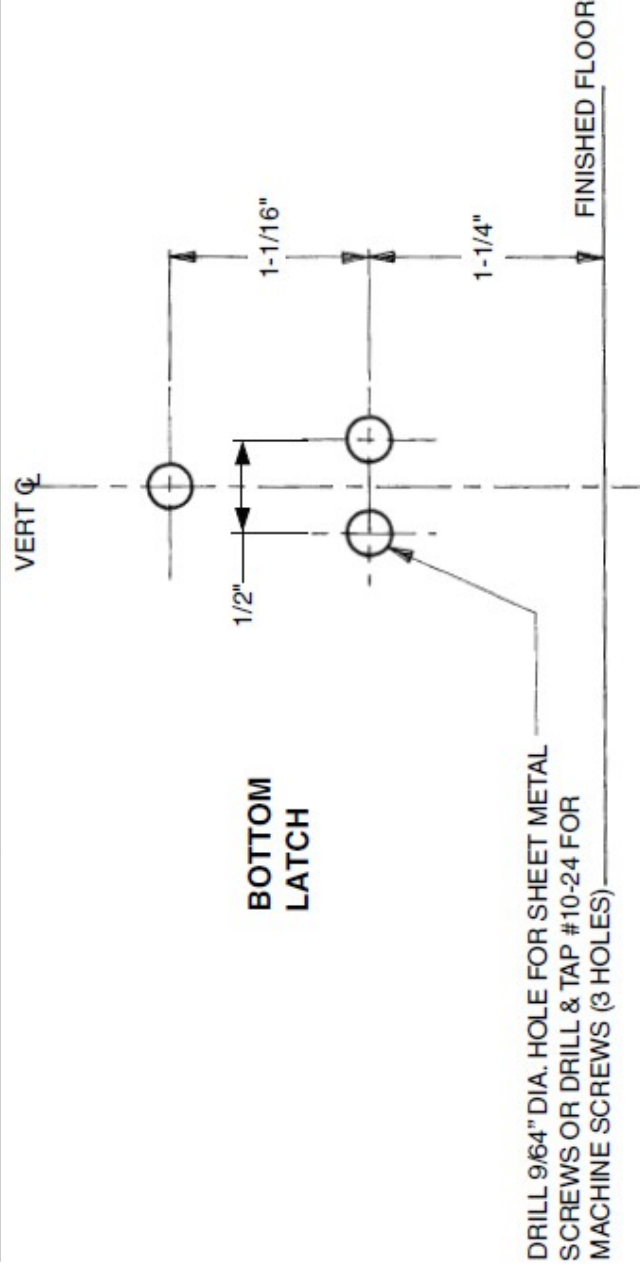 VERT ℄
1-1/16"
1/2"
1-1/4"
BOTTOM
LATCH
FINISHED FLOOR
DRILL 9/64" DIA. HOLE FOR SHEET METAL
SCREWS OR DRILL & TAP #10-24 FOR
MACHINE SCREWS (3 HOLES)